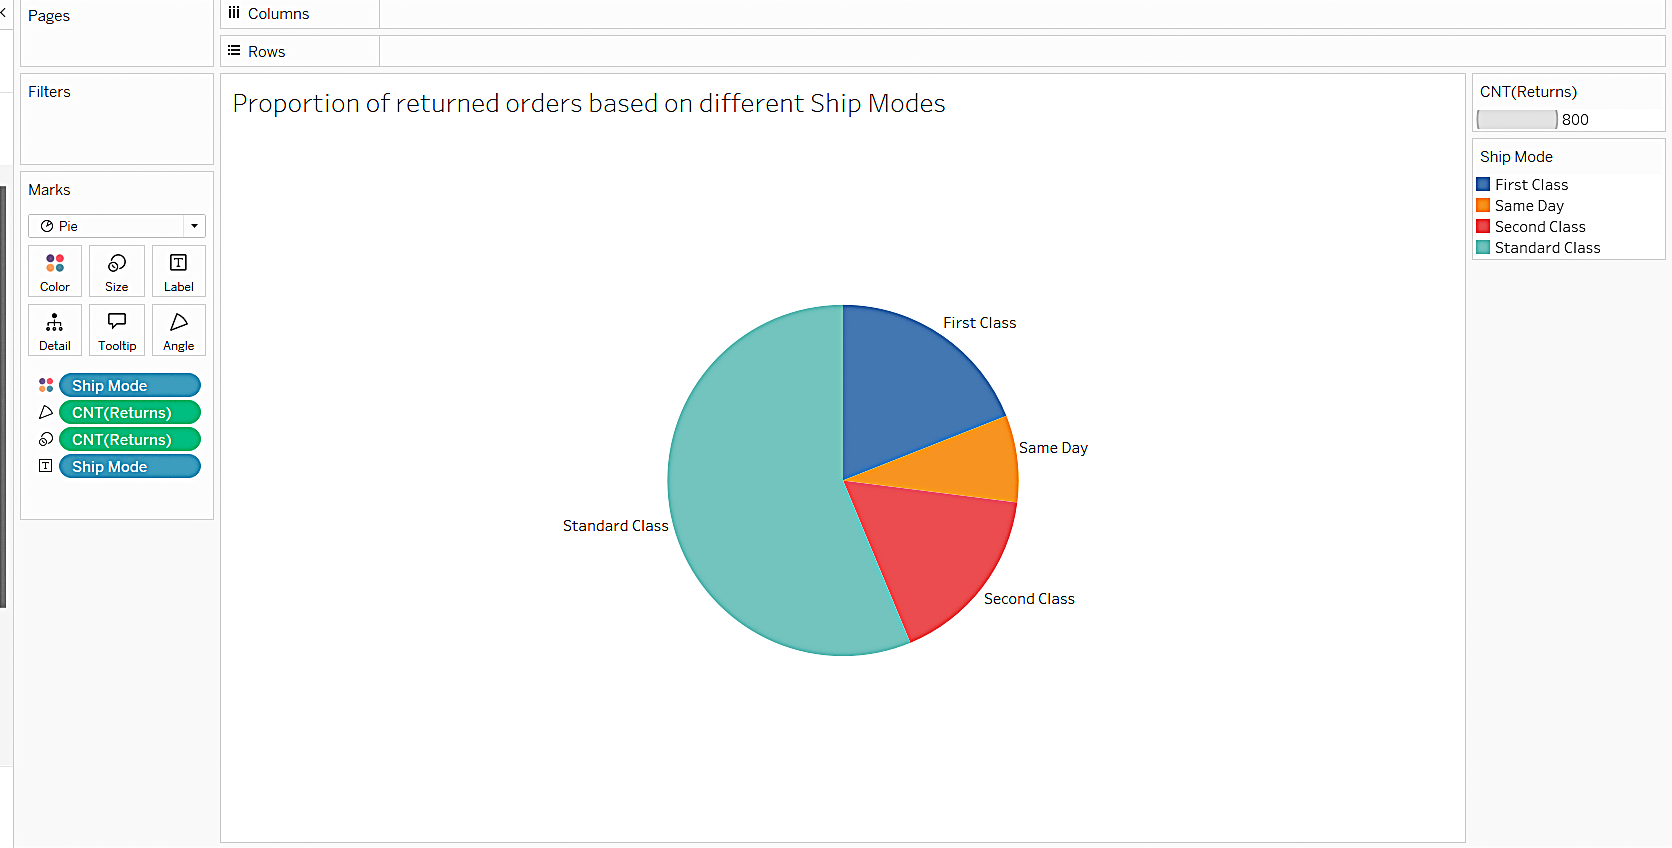 Pages
Columns
Rows
Filters
Proportion of returned orders based on different Ship Modes
CNT(Returns)
800
Ship Mode
First Class
Same Day
Second Class
Standard Class
Marks
Pie
Color Size Label
Detail Tooltip Angle
Ship Mode
CNT(Returns)
CNT(Returns)
Ship Mode
First Class
Same Day
Standard Class
Second Class